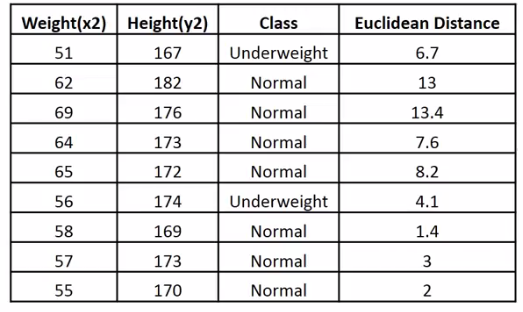 Weight(x2) Height(y2) Class Euclidean Distance
51 167 Underweight 6.7
62 182 Normal 13
69 176 Normal 13.4
64 173 Normal 7.6
65 172 Normal 8.2
56 174 Underweight 4.1
58 169 Normal 1.4
57 173 Normal 3
55 170 Normal 2